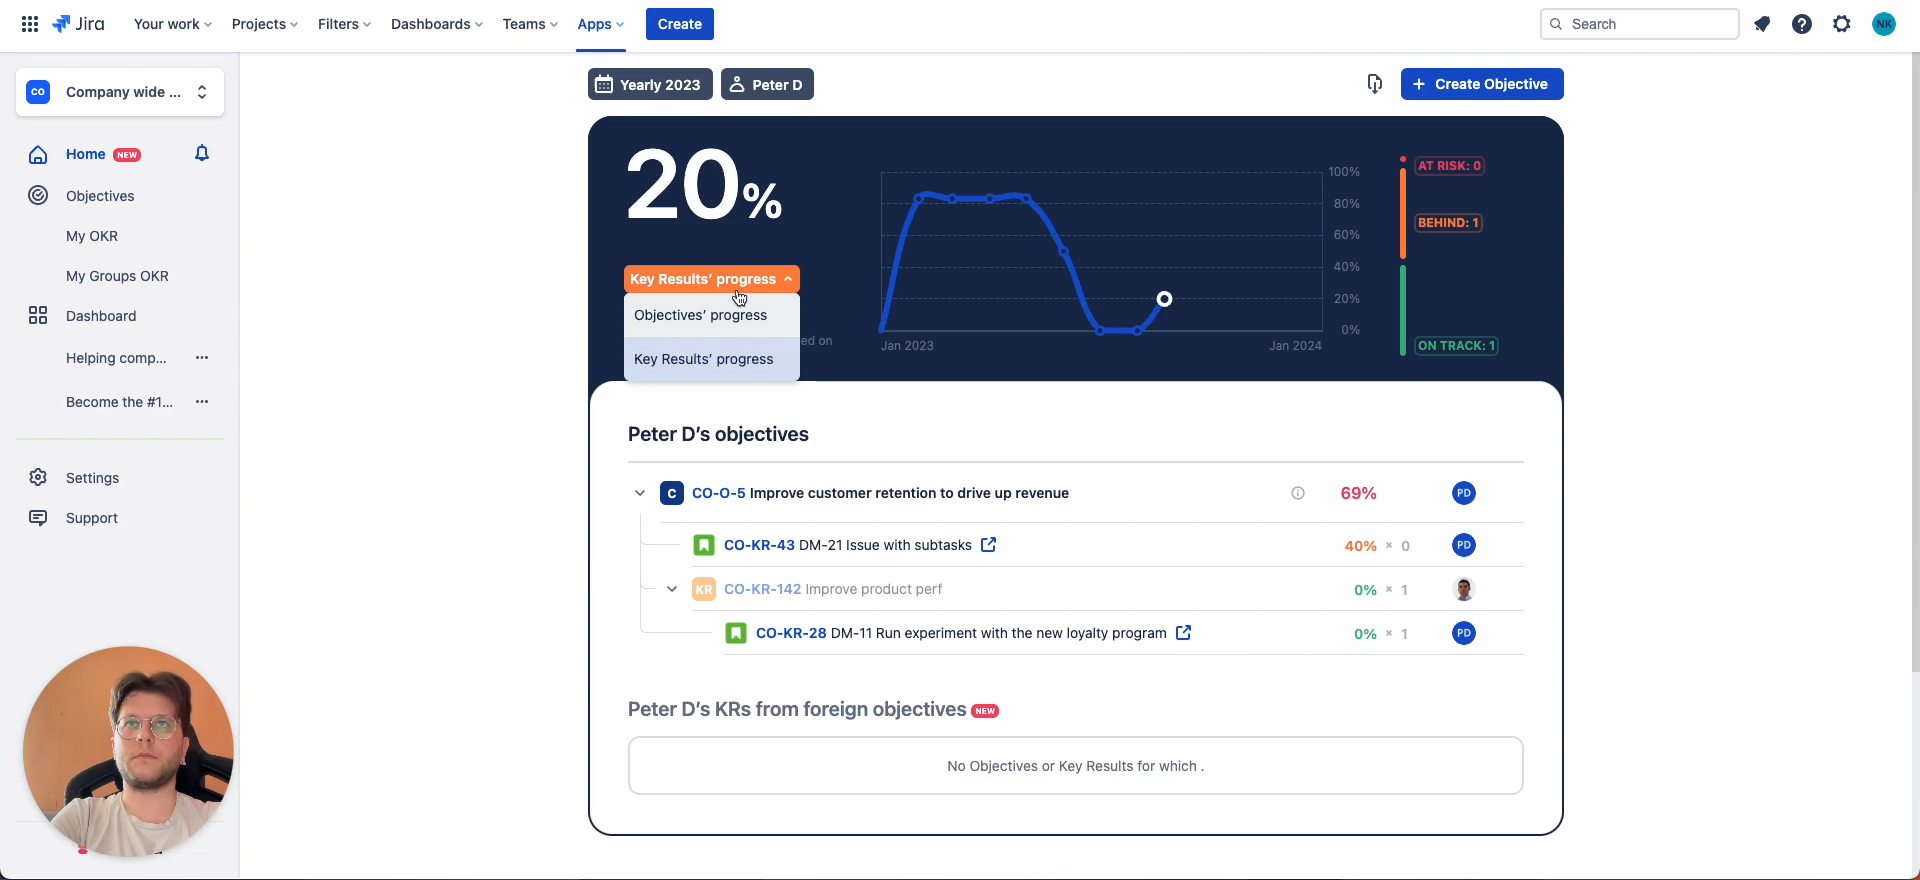 Jira
Your work
Projects
Filters
Dashboards
Teams
Apps
Create
Search
NK
CO
Company wide ...
Home NEW
Objectives
My OKR
My Groups OKR
Dashboard
Helping comp...
Become the #1...
Settings
Support
Yearly 2023
Peter D
+ Create Objective
20%
Key Results' progress
Objectives' progress
Key Results' progress
ed on
100%
80%
60%
40%
20%
0%
Jan 2023
Jan 2024
AT RISK: 0
BEHIND: 1
ON TRACK: 1
Peter D's objectives
C CO-O-5 Improve customer retention to drive up revenue 69% PD
CO-KR-43 DM-21 Issue with subtasks 40% × 0 PD
KR CO-KR-142 Improve product perf 0% × 1
CO-KR-28 DM-11 Run experiment with the new loyalty program 0% × 1 PD
Peter D's KRs from foreign objectives NEW
No Objectives or Key Results for which .